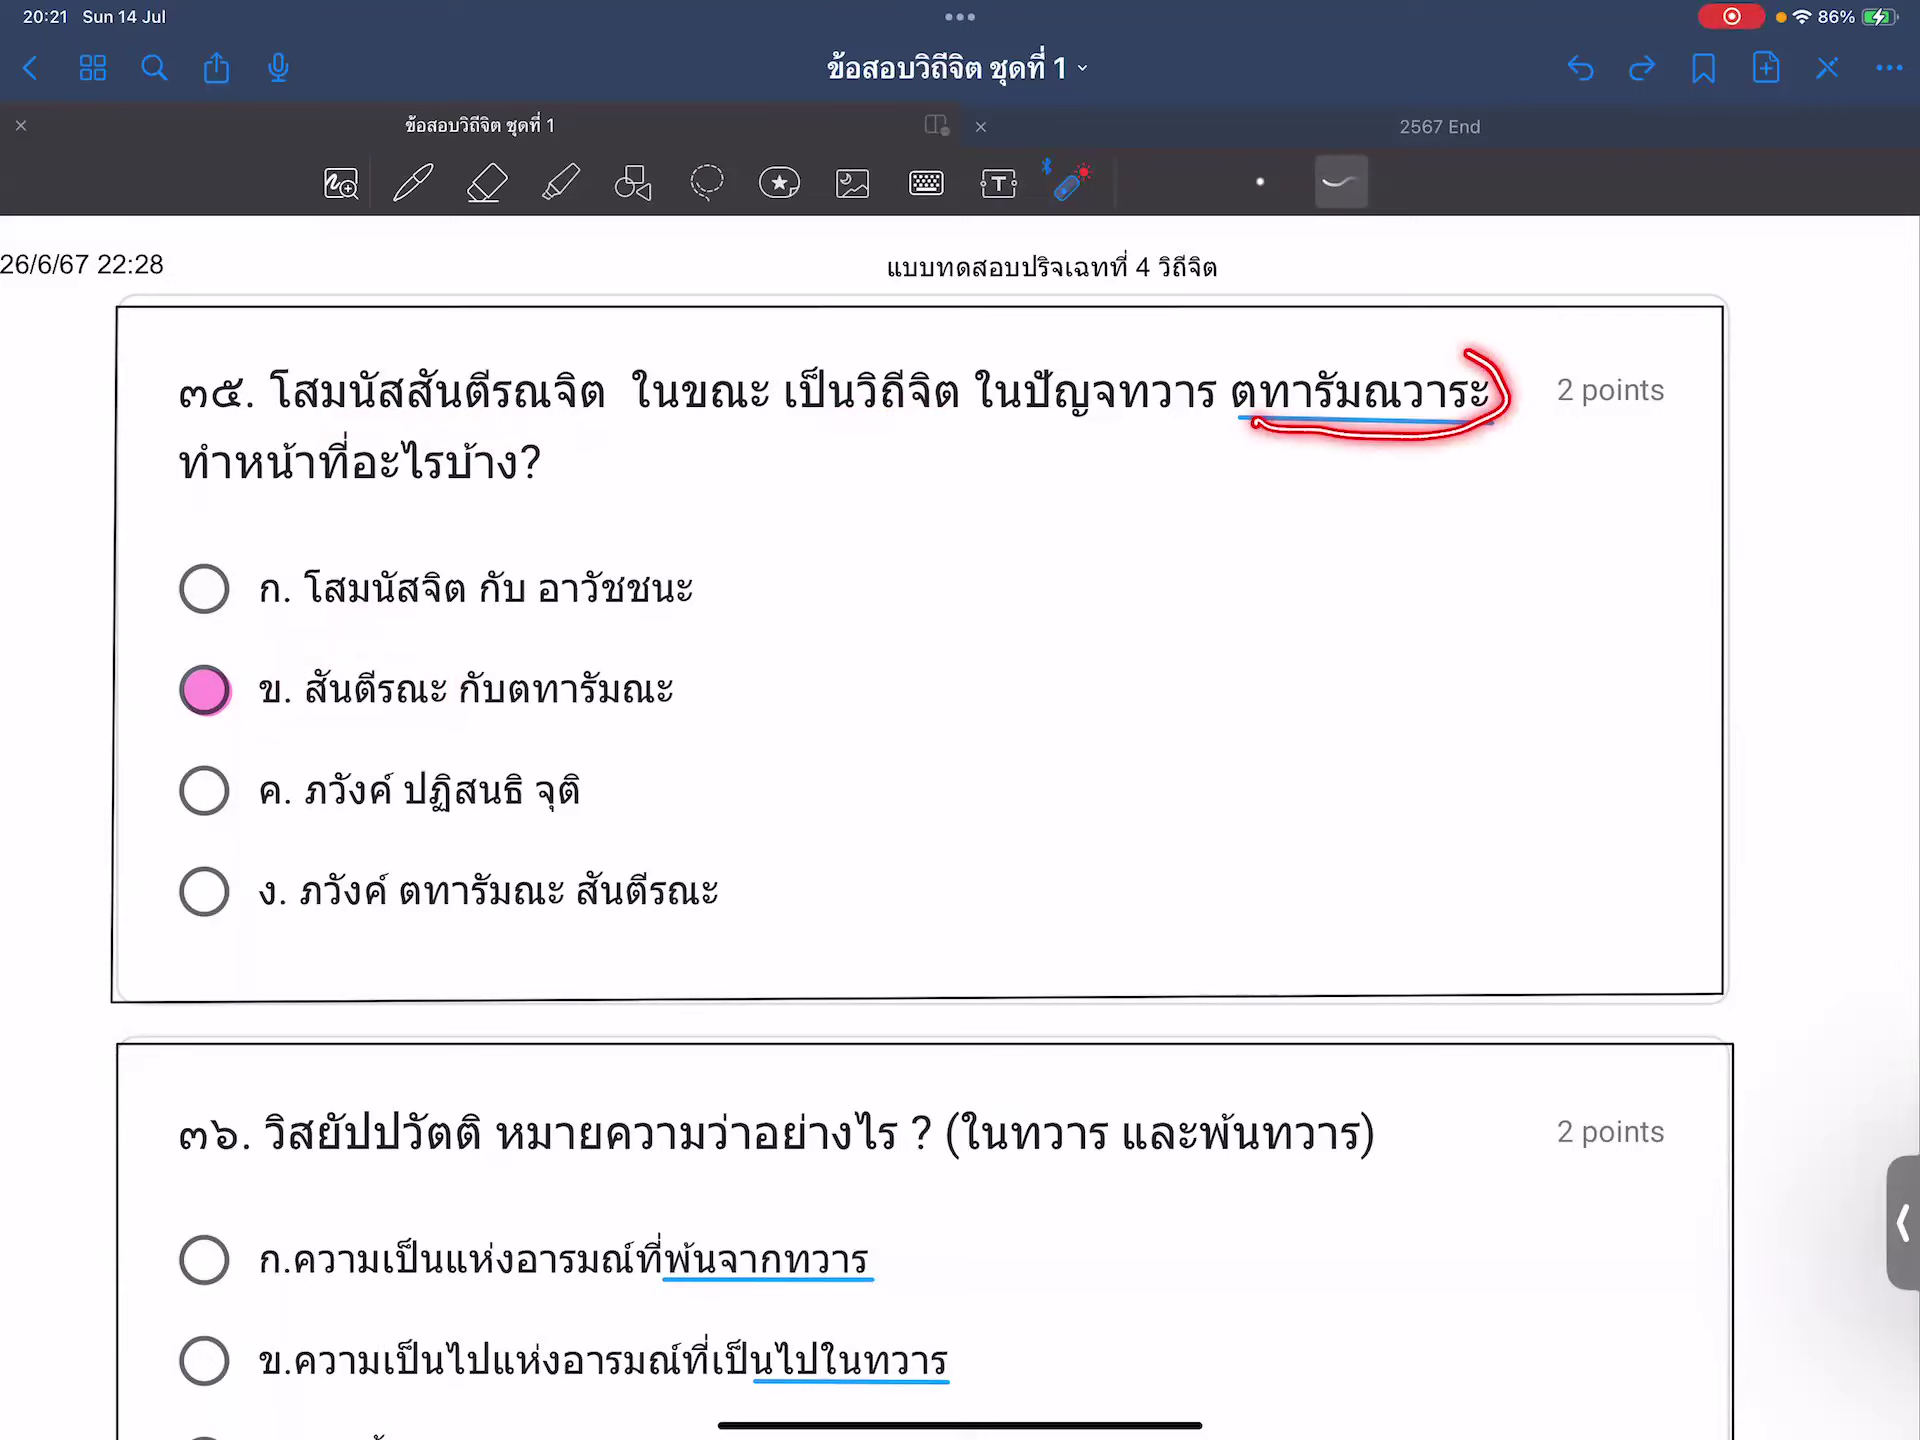 20:21 Sun 14 Jul
86%
ข้อสอบวิถีจิต ชุดที่ 1
ข้อสอบวิถีจิต ชุดที่ 1
2567 End
26/6/67 22:28
แบบทดสอบปริจเฉทที่ 4 วิถีจิต
๓๕. โสมนัสสันตีรณจิต ในขณะ เป็นวิถีจิต ในปัญจทวาร ตทารัมณวาระ
2 points
ทำหน้าที่อะไรบ้าง?
ก. โสมนัสจิต กับ อาวัชชนะ
ข. สันตีรณะ กับตทารัมณะ
ค. ภวังค์ ปฏิสนธิ จุติ
ง. ภวังค์ ตทารัมณะ สันตีรณะ
๓๖. วิสยัปปวัตติ หมายความว่าอย่างไร ? (ในทวาร และพ้นทวาร)
2 points
ก.ความเป็นแห่งอารมณ์ที่พ้นจากทวาร
ข.ความเป็นไปแห่งอารมณ์ที่เป็นไปในทวาร